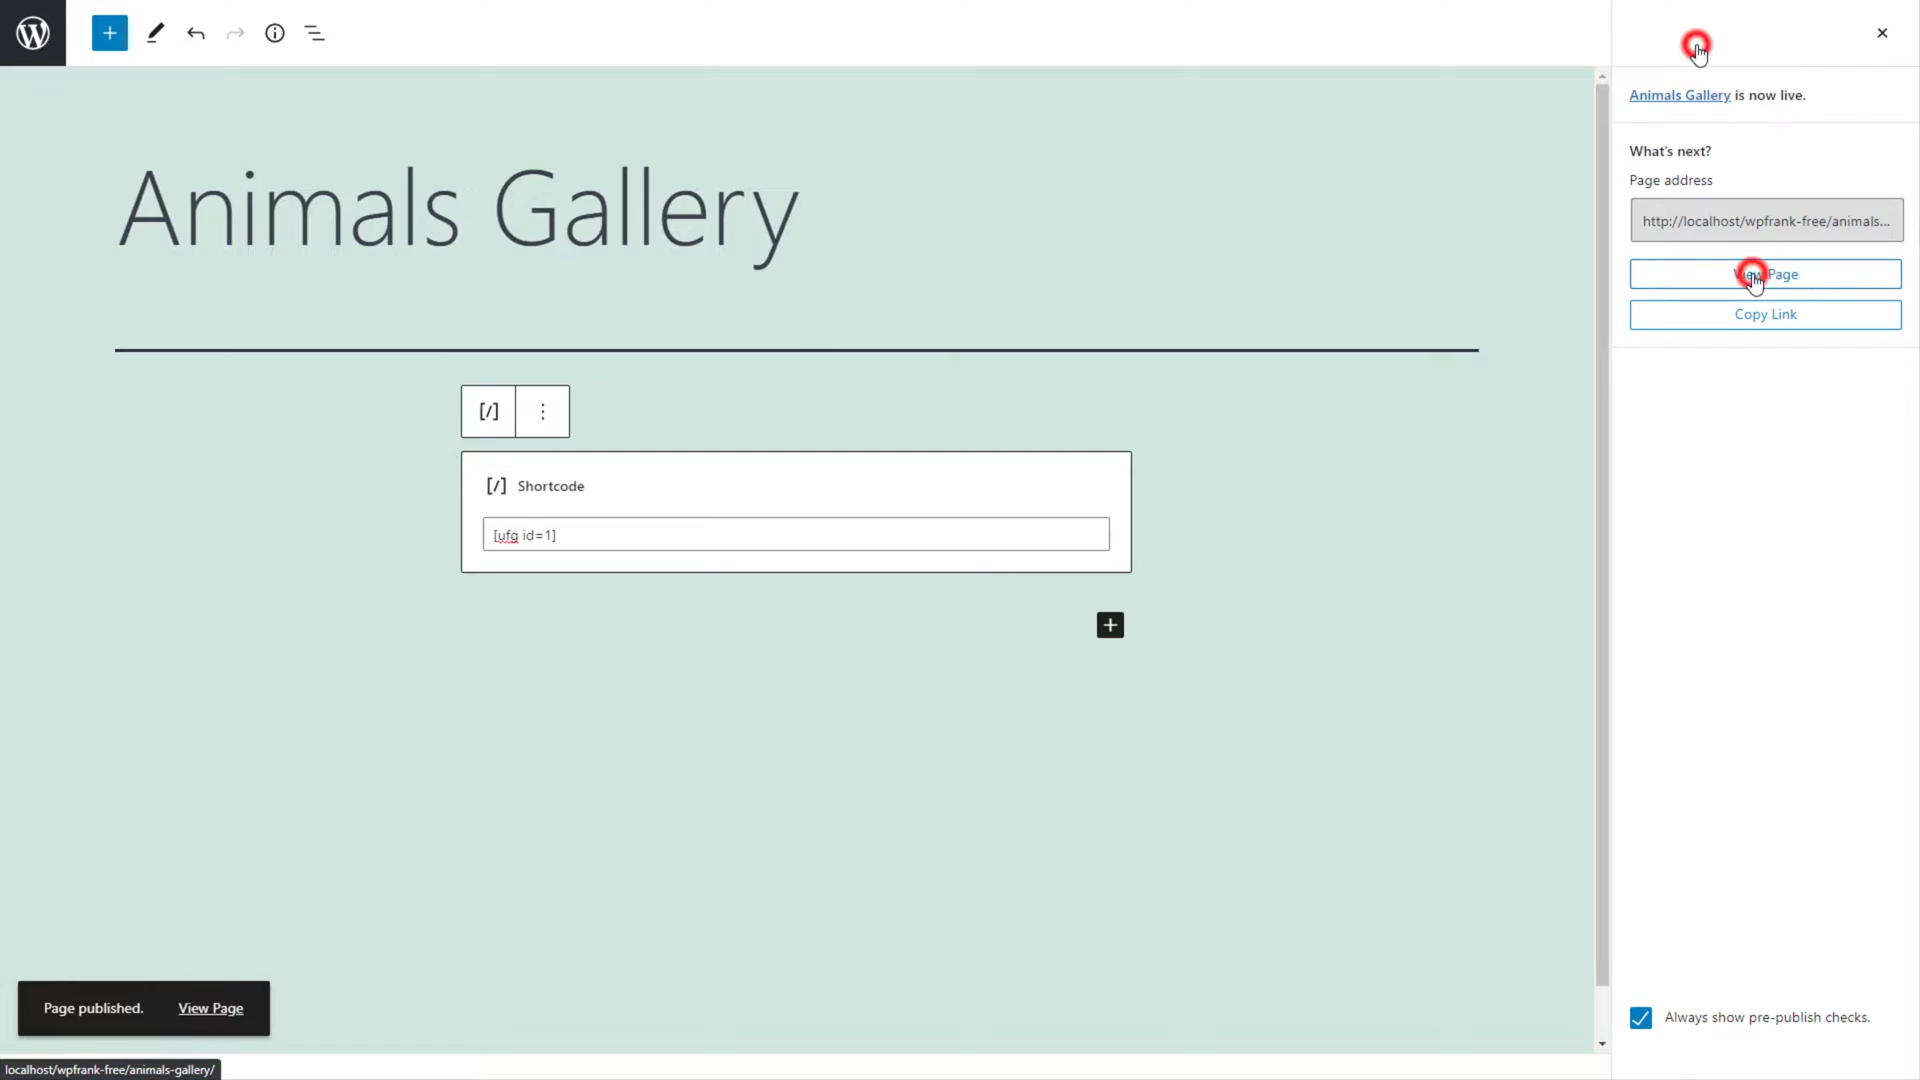 Animals Gallery is now live.
What's next?
Page address
http://localhost/wpfrank-free/animals...
View Page
Copy Link
Animals Gallery
[/]
[/] Shortcode
[ufg id=1]
Page published. View Page
Always show pre-publish checks.
localhost/wpfrank-free/animals-gallery/